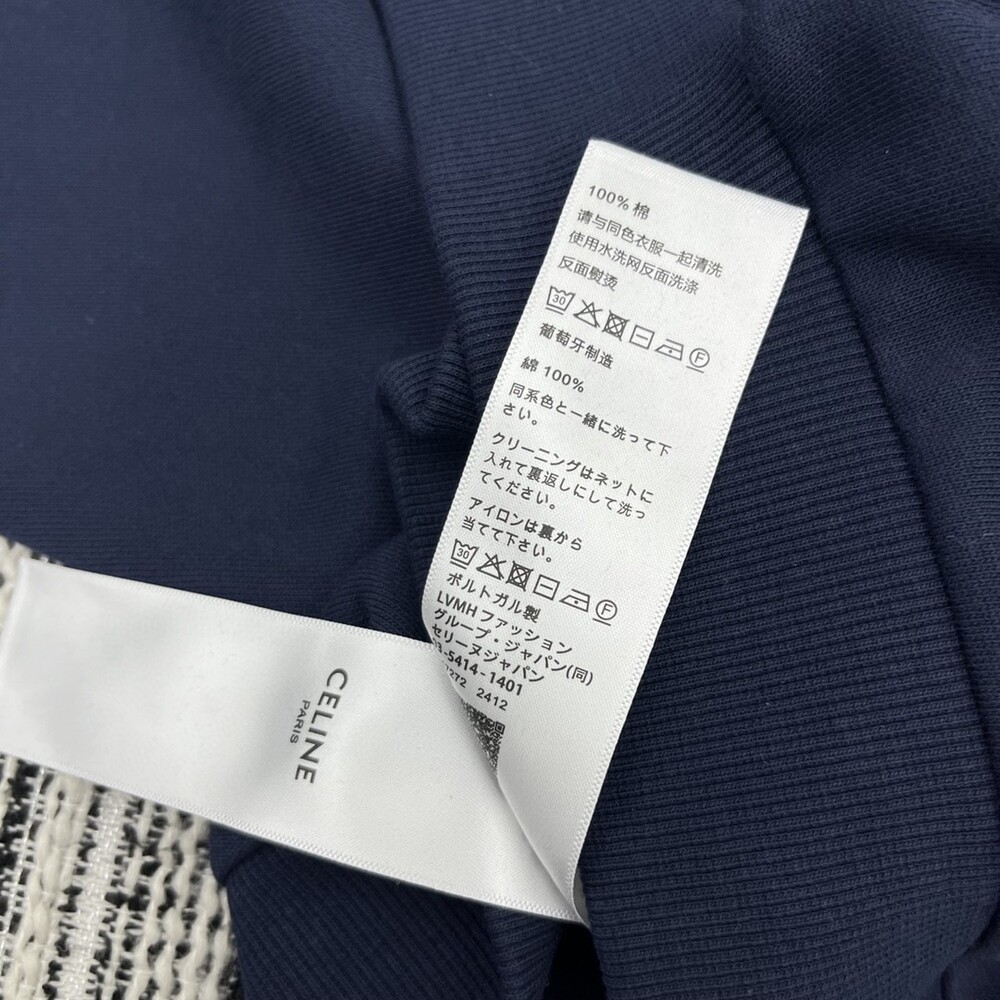 100% 棉
请与同色衣服一起清洗
使用水洗网反面洗涤
反面熨烫
30 F
葡萄牙制造
綿 100%
同系色と一緒に洗って下
さい。
クリーニングはネットに
入れて裏返しにして洗っ
てください。
アイロンは裏から
当てて下さい。
30 F
ポルトガル製
LVMH ファッション
グループ・ジャパン(同)
セリーヌジャパン
-5414-1401
2412
CELINE
PARIS